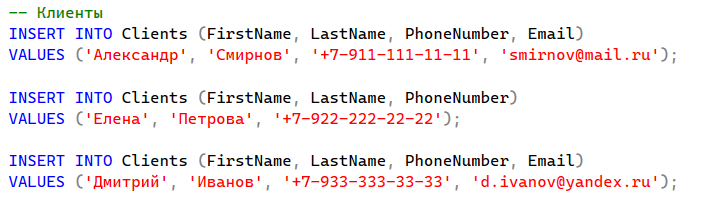 -- Клиенты
INSERT INTO Clients (FirstName, LastName, PhoneNumber, Email)
VALUES ('Александр', 'Смирнов', '+7-911-111-11-11', 'smirnov@mail.ru');
INSERT INTO Clients (FirstName, LastName, PhoneNumber)
VALUES ('Елена', 'Петрова', '+7-922-222-22-22');
INSERT INTO Clients (FirstName, LastName, PhoneNumber, Email)
VALUES ('Дмитрий', 'Иванов', '+7-933-333-33-33', 'd.ivanov@yandex.ru');